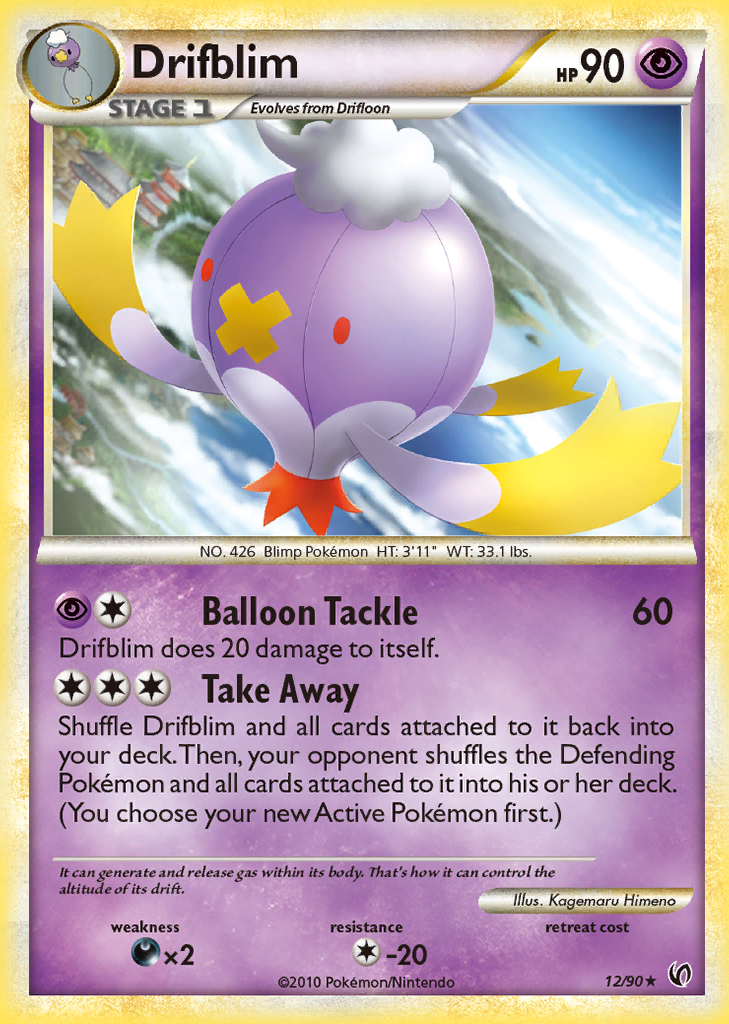 Drifblim
HP 90
STAGE 1
Evolves from Drifloon
NO. 426 Blimp Pokémon HT: 3'11" WT: 33.1 lbs.
Balloon Tackle 60
Drifblim does 20 damage to itself.
Take Away
Shuffle Drifblim and all cards attached to it back into
your deck. Then, your opponent shuffles the Defending
Pokémon and all cards attached to it into his or her deck.
(You choose your new Active Pokémon first.)
It can generate and release gas within its body. That's how it can control the
altitude of its drift.
Illus. Kagemaru Himeno
weakness resistance retreat cost
×2 -20
©2010 Pokémon/Nintendo 12/90★